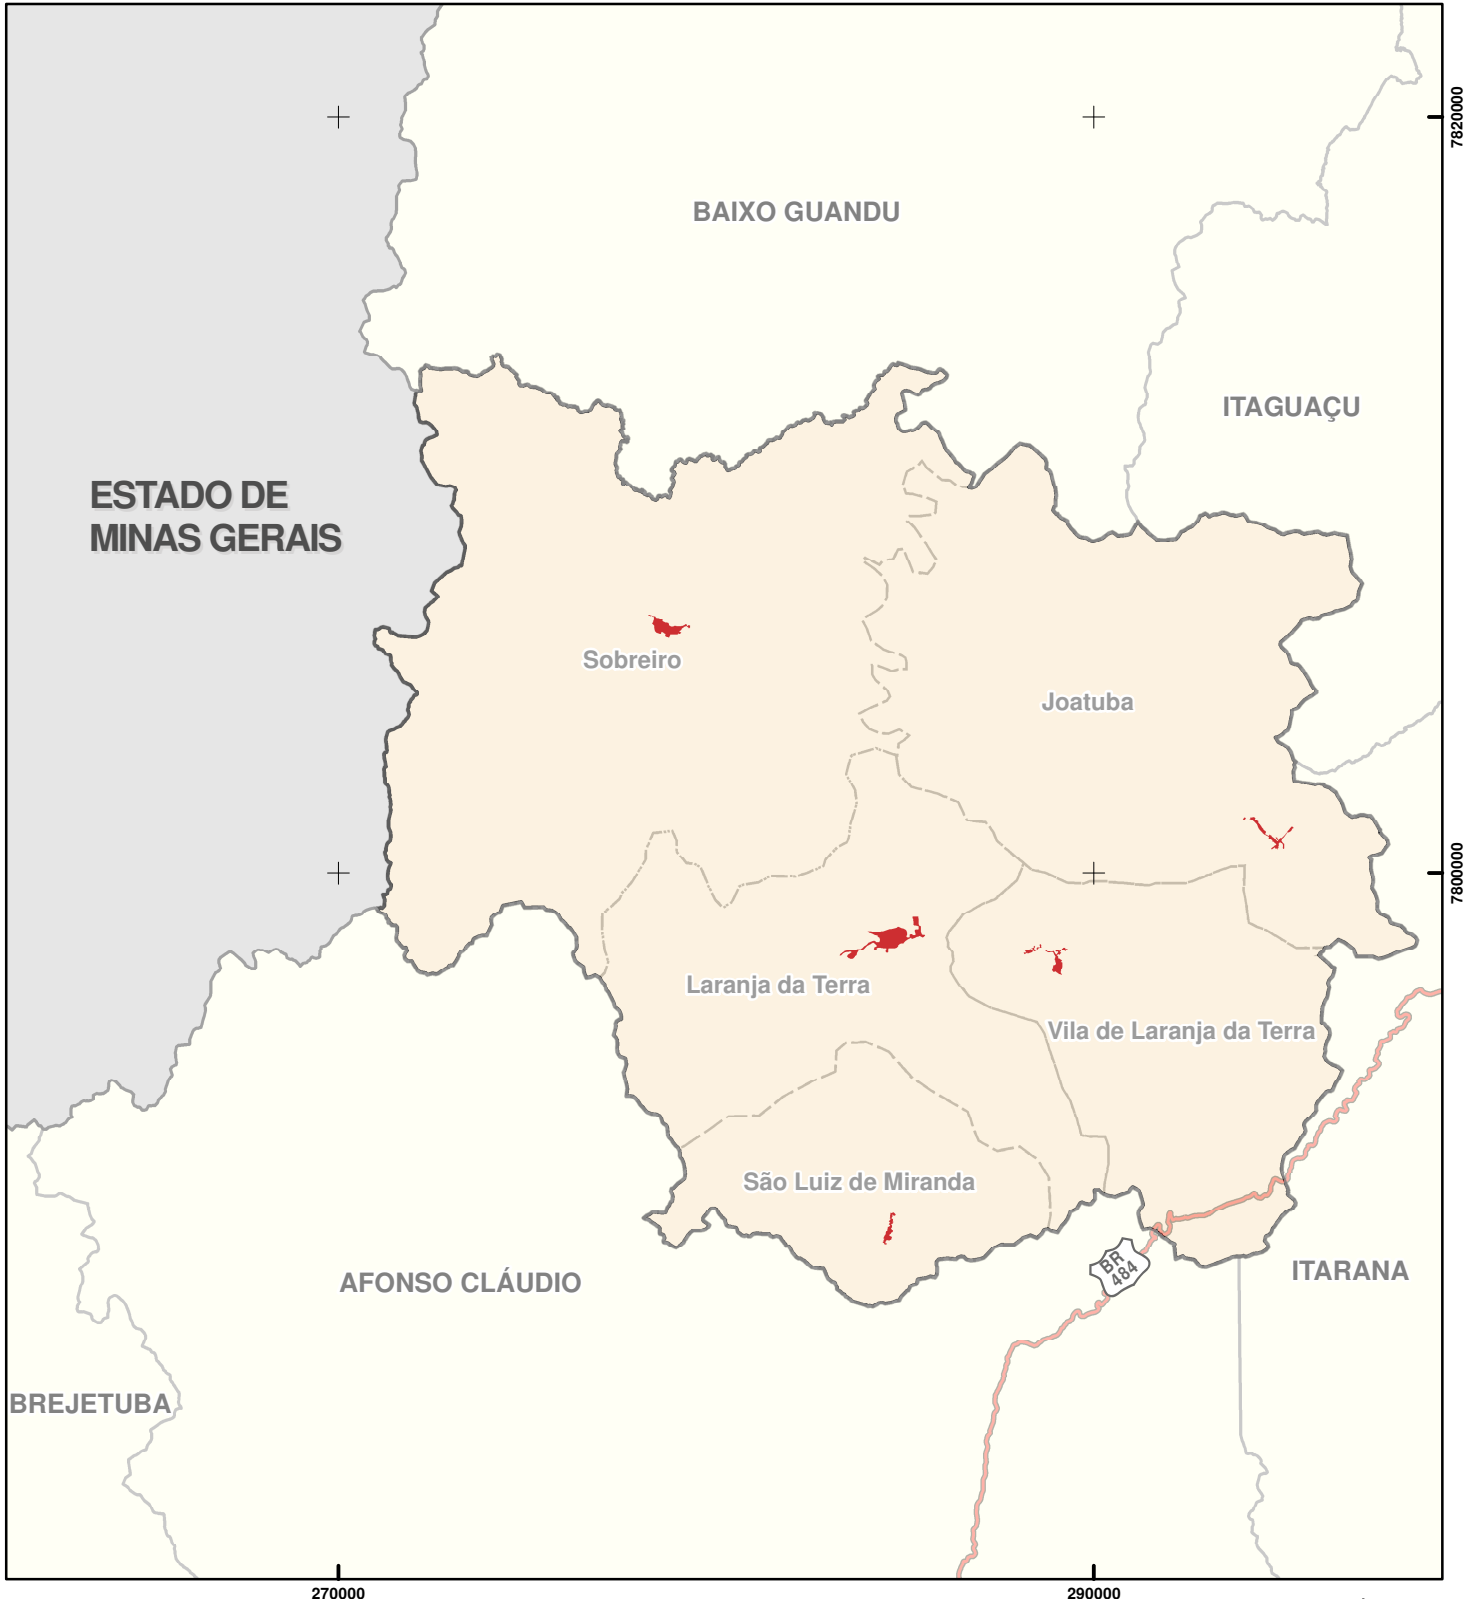 7820000
BAIXO GUANDU
ITAGUAÇU
ESTADO DE
MINAS GERAIS
Sobreiro
Joatuba
7800000
Laranja da Terra
Vila de Laranja da Terra
São Luiz de Miranda
AFONSO CLÁUDIO
BR
484
ITARANA
BREJETUBA
270000
290000